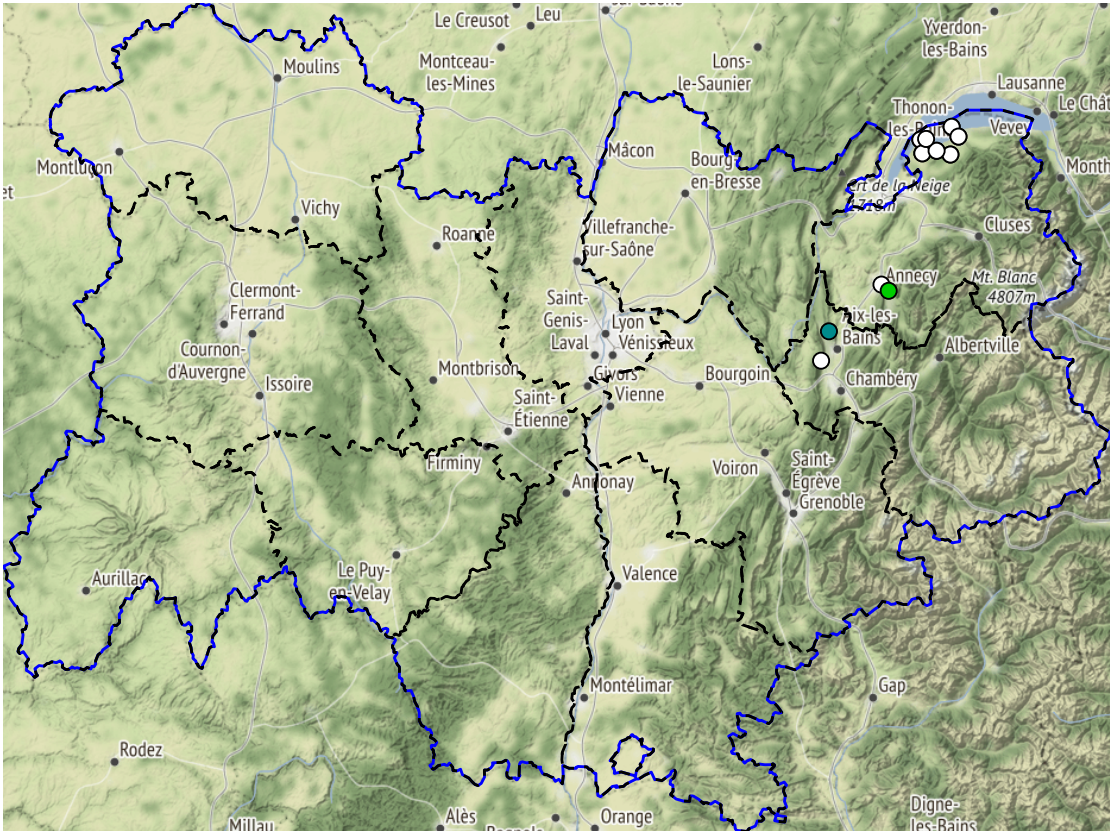 Le Creusot
Leu
sur-Saône
Yverdon-
les-Bains
Moulins
Montceau-
les-Mines
Lons-
le-Saunier
Lausanne
Thonon-
les-Bains
Vevey
Le Chât
Montluçon
Mâcon
Bourg-
en-Bresse
Month
et
Vichy
Roanne
Villefranche-
sur-Saône
ert de la Neige
1718m
Cluses
Annecy
Mt. Blanc
4807m
Clermont-
Ferrand
Saint-
Genis-
Laval
Lyon
Vénissieux
Aix-les-
Bains
Albertville
Cournon-
d'Auvergne
Issoire
Montbrison
Givors
Vienne
Bourgoin
Chambéry
Saint-
Étienne
Firminy
Annonay
Voiron
Saint-
Égrève
Grenoble
Aurillac
Le Puy-
en-Velay
Valence
Montélimar
Gap
Rodez
Millau
Alès
Orange
Digne-
les-Bains